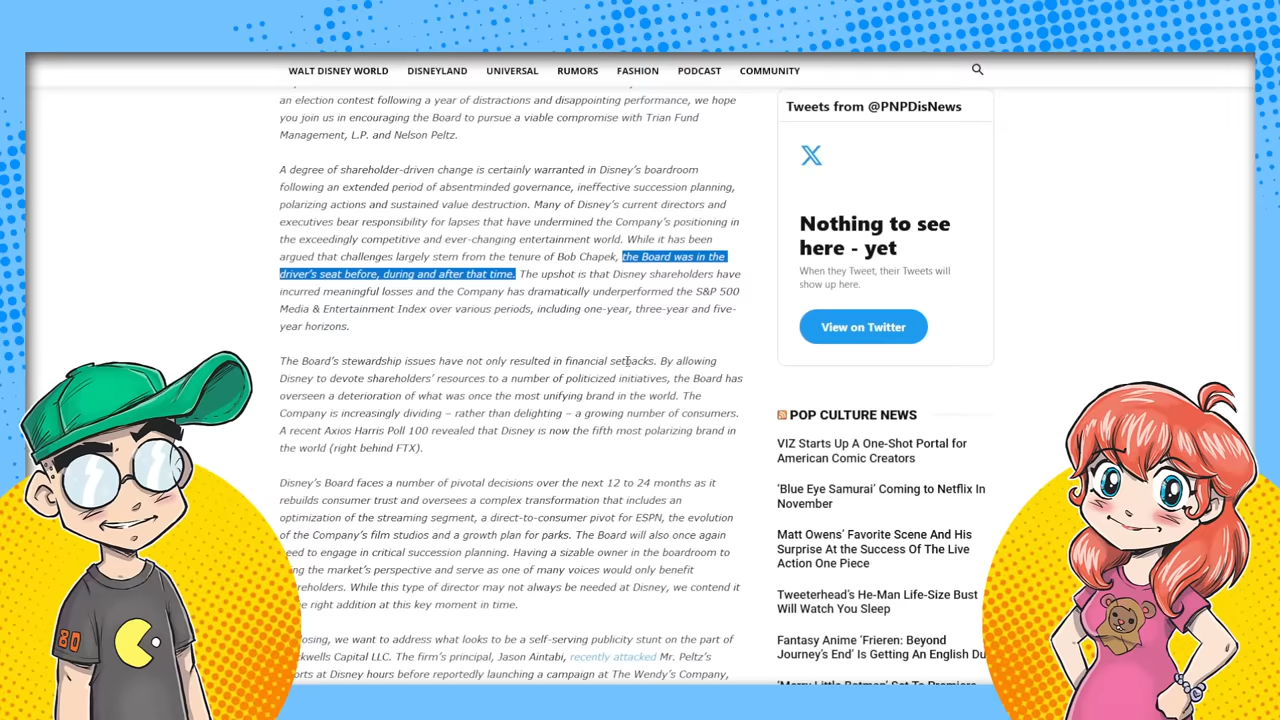 WALT DISNEY WORLD DISNEYLAND UNIVERSAL RUMORS FASHION PODCAST COMMUNITY
an election contest following a year of distractions and disappointing performance, we hope
you join us in encouraging the Board to pursue a viable compromise with Trian Fund
Management, L.P. and Nelson Peltz.
A degree of shareholder-driven change is certainly warranted in Disney's boardroom
following an extended period of absentminded governance, ineffective succession planning,
polarizing actions and sustained value destruction. Many of Disney's current directors and
executives bear responsibility for lapses that have undermined the Company's positioning in
the exceedingly competitive and ever-changing entertainment world. While it has been
argued that challenges largely stem from the tenure of Bob Chapek, the Board was in the
driver's seat before, during and after that time. The upshot is that Disney shareholders have
incurred meaningful losses and the Company has dramatically underperformed the S&P 500
Media & Entertainment Index over various periods, including one-year, three-year and five-
year horizons.
The Board's stewardship issues have not only resulted in financial setbacks. By allowing
Disney to devote shareholders' resources to a number of politicized initiatives, the Board has
overseen a deterioration of what was once the most unifying brand in the world. The
Company is increasingly dividing – rather than delighting – a growing number of consumers.
A recent Axios Harris Poll 100 revealed that Disney is now the fifth most polarizing brand in
the world (right behind FTX).
Disney's Board faces a number of pivotal decisions over the next 12 to 24 months as it
rebuilds consumer trust and oversees a complex transformation that includes an
optimization of the streaming segment, a direct-to-consumer pivot for ESPN, the evolution
of the Company's film studios and a growth plan for parks. The Board will also once again
need to engage in critical succession planning. Having a sizable owner in the boardroom to
the market's perspective and serve as one of many voices would only benefit
While this type of director may not always be needed at Disney, we contend it
right addition at this key moment in time.
we want to address what looks to be a self-serving publicity stunt on the part of
Capital LLC. The firm's principal, Jason Aintabi, recently attacked Mr. Peltz's
at Disney hours before reportedly launching a campaign at The Wendy's Company,
Tweets from @PNPDisNews
Nothing to see
here - yet
When they Tweet, their Tweets will
show up here.
View on Twitter
POP CULTURE NEWS
VIZ Starts Up A One-Shot Portal for
American Comic Creators
'Blue Eye Samurai' Coming to Netflix In
November
Matt Owens' Favorite Scene And His
Surprise At the Success Of The Live
Action One Piece
Tweeterhead's He-Man Life-Size Bust
Will Watch You Sleep
Fantasy Anime 'Frieren: Beyond
Journey's End' Is Getting An English Du
80